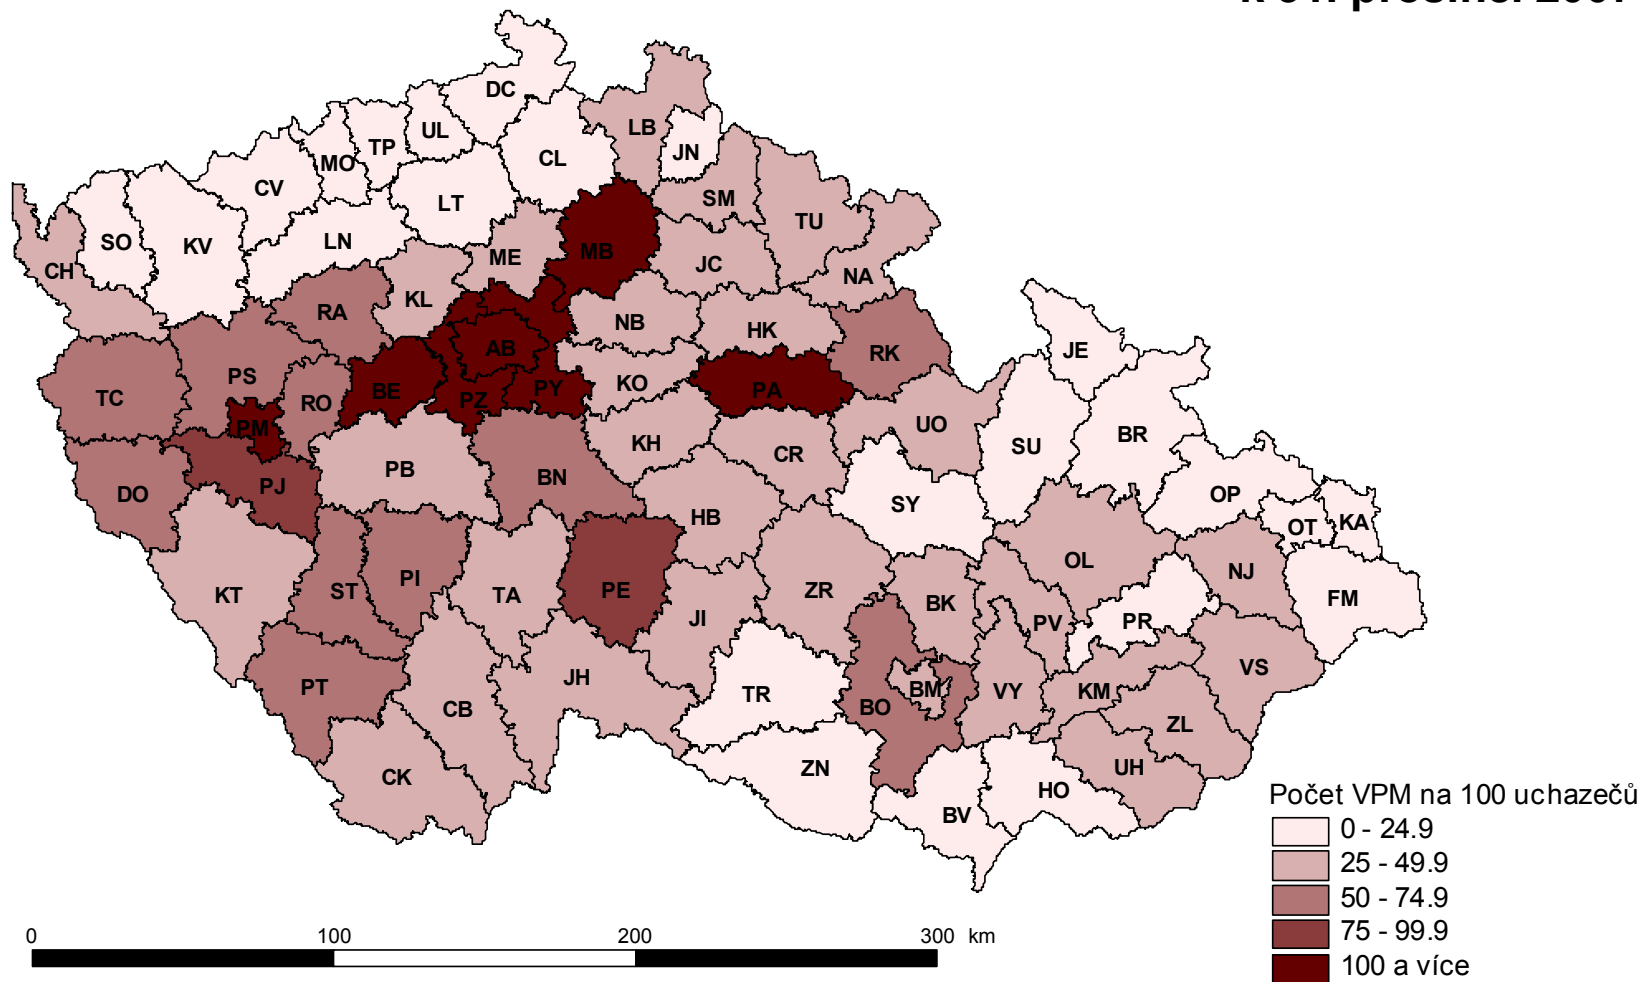 DC
LB
UL
TP
JN
MO
CL
CV
SM
LT
TU
SO
KV
LN
MB
ME
JC
CH
NA
KL
RA
NB
HK
AB
RK
JE
PS
BE
PY
KO
PA
TC
PZ
RO
PM
UO
BR
KH
SU
CR
PB
BN
PJ
DO
OP
SY
HB
KA
OT
OL
NJ
PI
ST
PE
ZR
KT
TA
BK
FM
JI
PV
PR
VS
JH
PT
TR
BM
VY
KM
BO
CB
ZL
ZN
UH
CK
HO
BV
Počet VPM na 100 uchazečů
0 - 24.9
25 - 49.9
50 - 74.9
75 - 99.9
100 a více
0 100 200 300 km